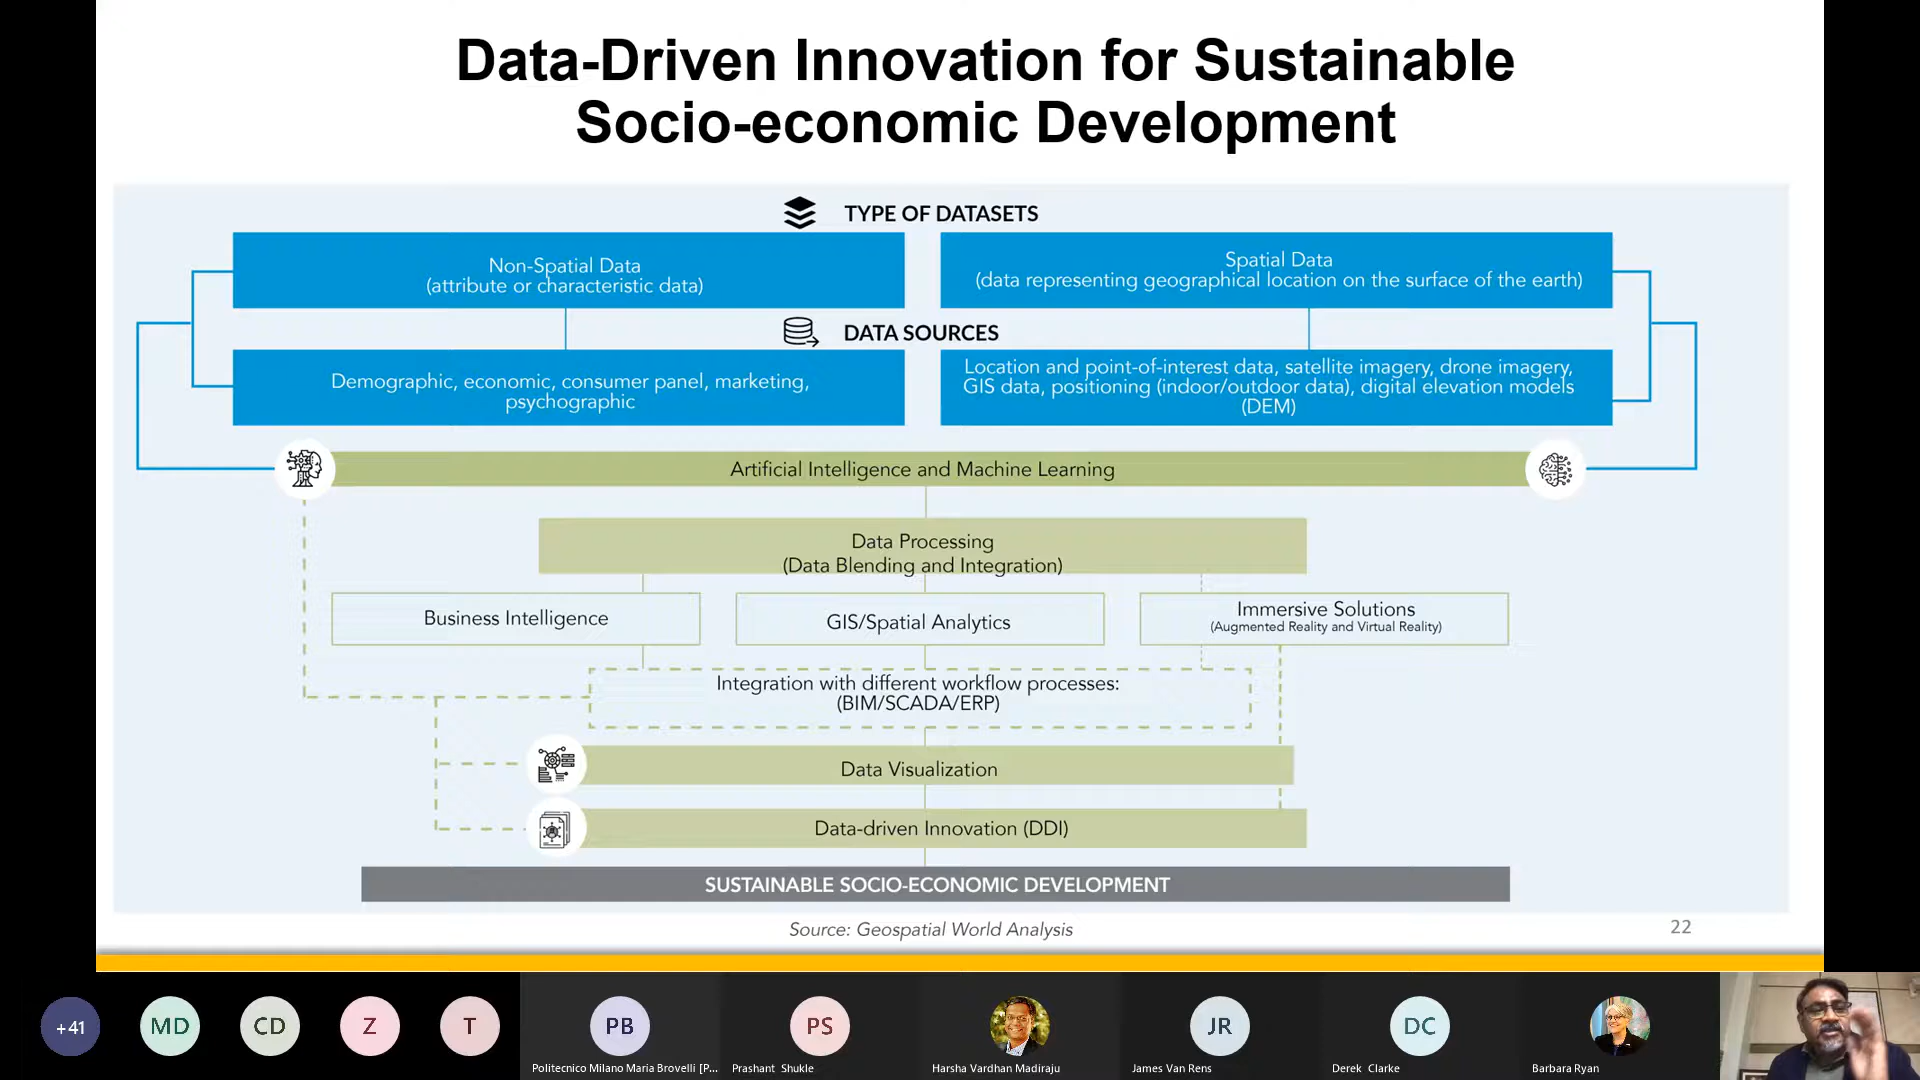 Data-Driven Innovation for Sustainable
Socio-economic Development
TYPE OF DATASETS
Non-Spatial Data
(attribute or characteristic data)
Spatial Data
(data representing geographical location on the surface of the earth)
DATA SOURCES
Demographic, economic, consumer panel, marketing,
psychographic
Location and point-of-interest data, satellite imagery, drone imagery,
GIS data, positioning (indoor/outdoor data), digital elevation models
(DEM)
Artificial Intelligence and Machine Learning
Data Processing
(Data Blending and Integration)
Business Intelligence
GIS/Spatial Analytics
Immersive Solutions
(Augmented Reality and Virtual Reality)
Integration with different workflow processes:
(BIM/SCADA/ERP)
Data Visualization
Data-driven Innovation (DDI)
SUSTAINABLE SOCIO-ECONOMIC DEVELOPMENT
Source: Geospatial World Analysis
22
+41
MD
CD
Z
T
PB
PS
JR
DC
Politecnico Milano Maria Brovelli [P...
Prashant Shukle
Harsha Vardhan Madiraju
James Van Rens
Derek Clarke
Barbara Ryan